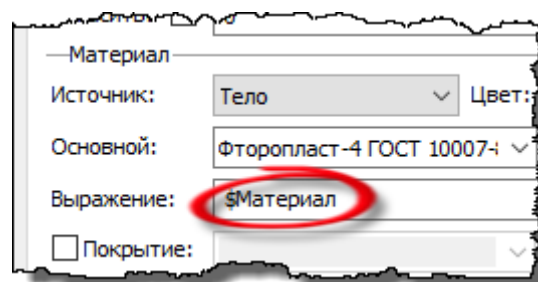 Материал
Источник: Тело Цвет:
Основной: Фторопласт-4 ГОСТ 10007-
Выражение: $Материал
Покрытие: